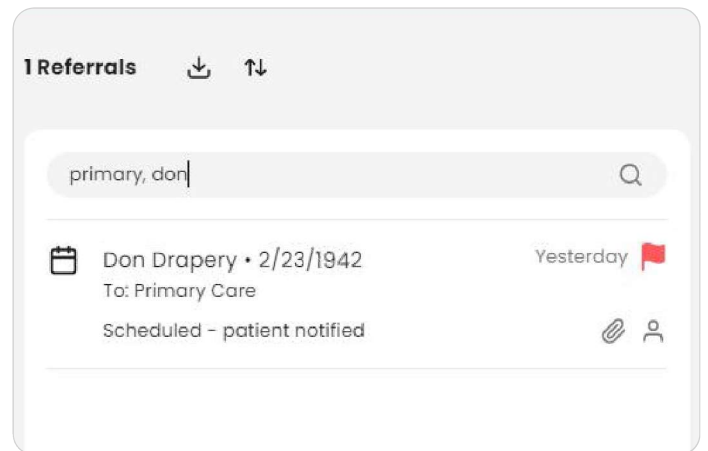 1 Referrals
primary, don
Don Drapery • 2/23/1942
Yesterday
To: Primary Care
Scheduled - patient notified